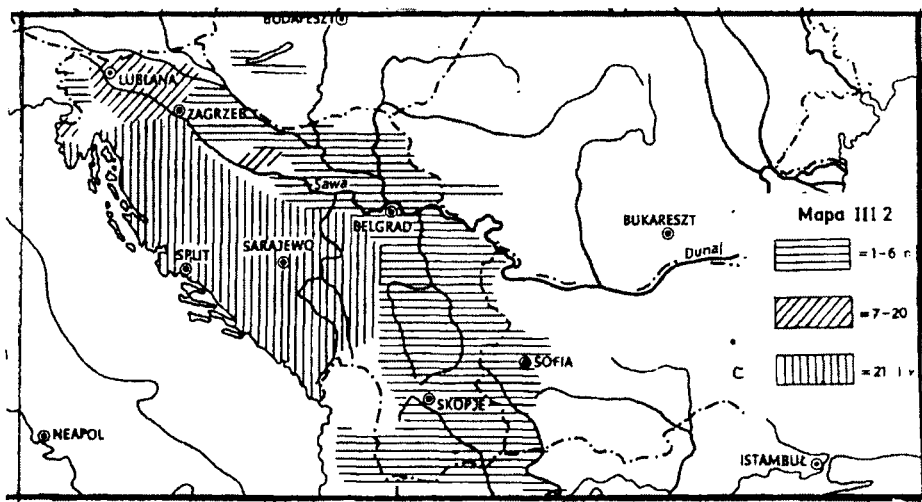 BUDAPESZT
LUBLANA
ZAGRZEB
Sawa
BELGRAD
BUKARESZT
Mapa III 2
SPLIT
SARAJEWO
Dunaj
= 1-6
= 7-20
SOFIA
C
= 21
SKOPJE
NEAPOL
ISTAMBUŁ